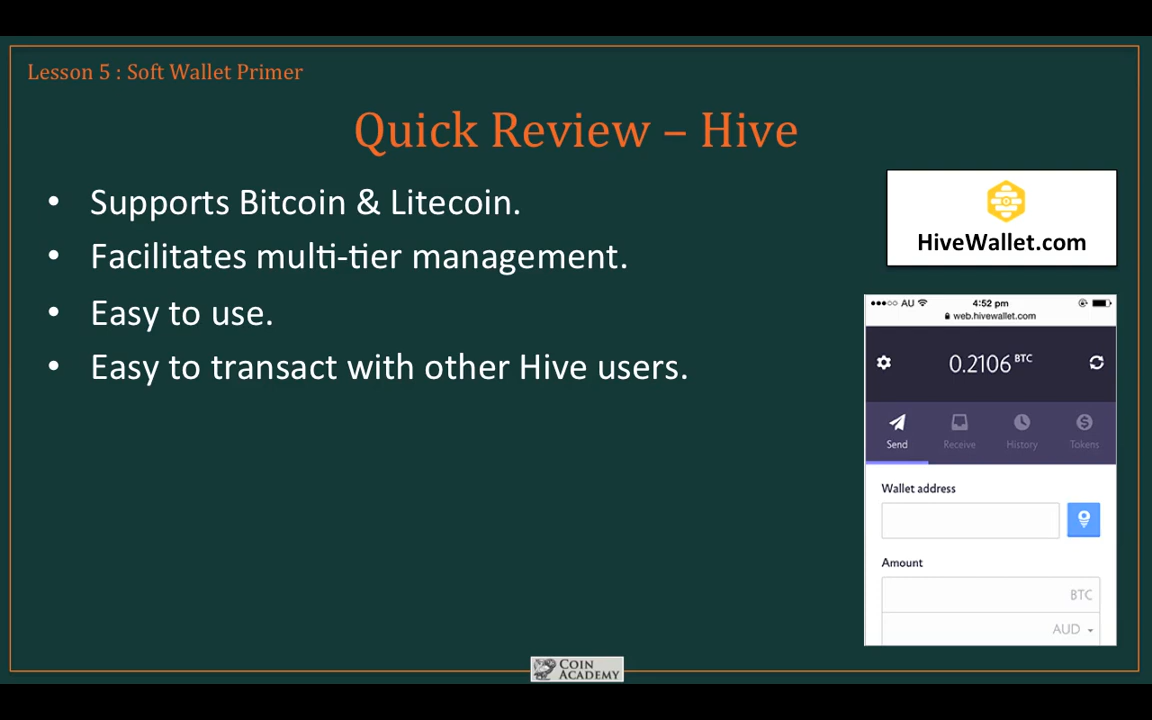 Lesson 5 : Soft Wallet Primer
Quick Review – Hive
• Supports Bitcoin & Litecoin.
• Facilitates multi-tier management.
• Easy to use.
• Easy to transact with other Hive users.
HiveWallet.com
AU 4:52 pm
web.hivewallet.com
0.2106 BTC
Send Receive History Tokens
Wallet address
Amount
BTC
AUD
COIN
ACADEMY